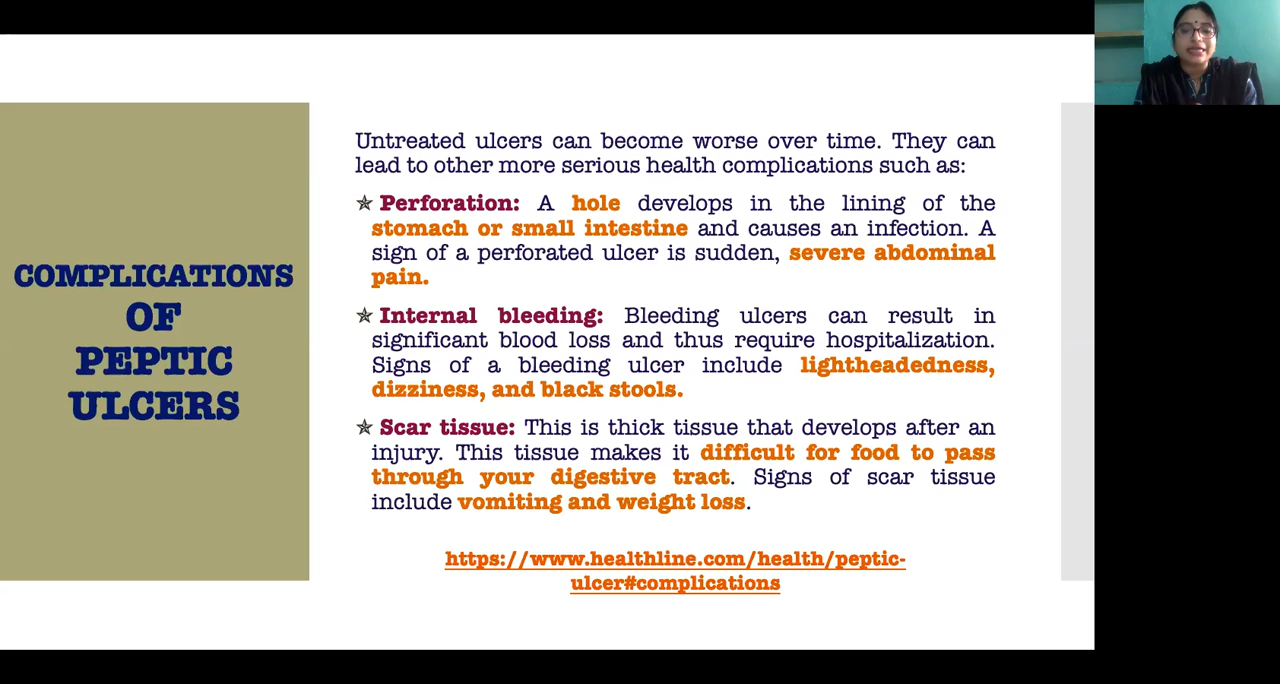 COMPLICATIONS
OF
PEPTIC
ULCERS
Untreated ulcers can become worse over time. They can
lead to other more serious health complications such as:
✯ Perforation: A hole develops in the lining of the
stomach or small intestine and causes an infection. A
sign of a perforated ulcer is sudden, severe abdominal
pain.
✯ Internal bleeding: Bleeding ulcers can result in
significant blood loss and thus require hospitalization.
Signs of a bleeding ulcer include lightheadedness,
dizziness, and black stools.
✯ Scar tissue: This is thick tissue that develops after an
injury. This tissue makes it difficult for food to pass
through your digestive tract. Signs of scar tissue
include vomiting and weight loss.
https://www.healthline.com/health/peptic-
ulcer#complications